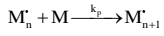 M•n + M —kp→ M•n+1